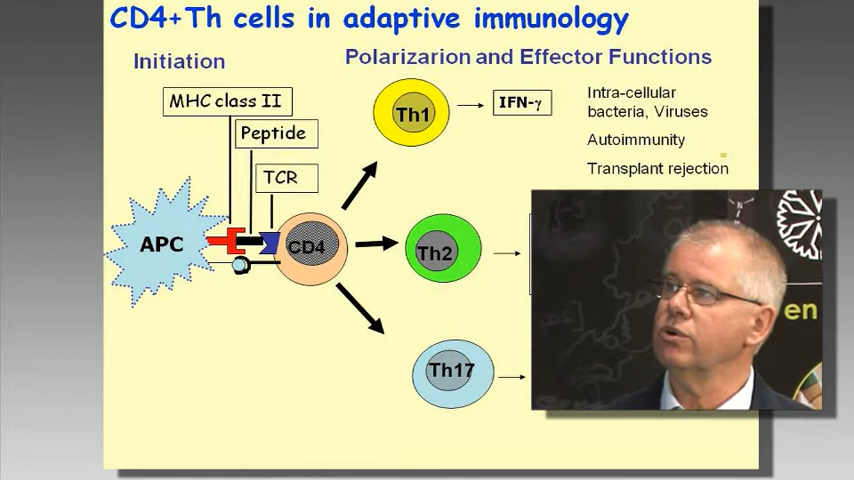 CD4+Th cells in adaptive immunology
Initiation
Polarizarion and Effector Functions
MHC class II
Peptide
TCR
APC
CD4
Th1
IFN-γ
Intra-cellular
bacteria, Viruses
Autoimmunity
Transplant rejection
Th2
Th17
N
en